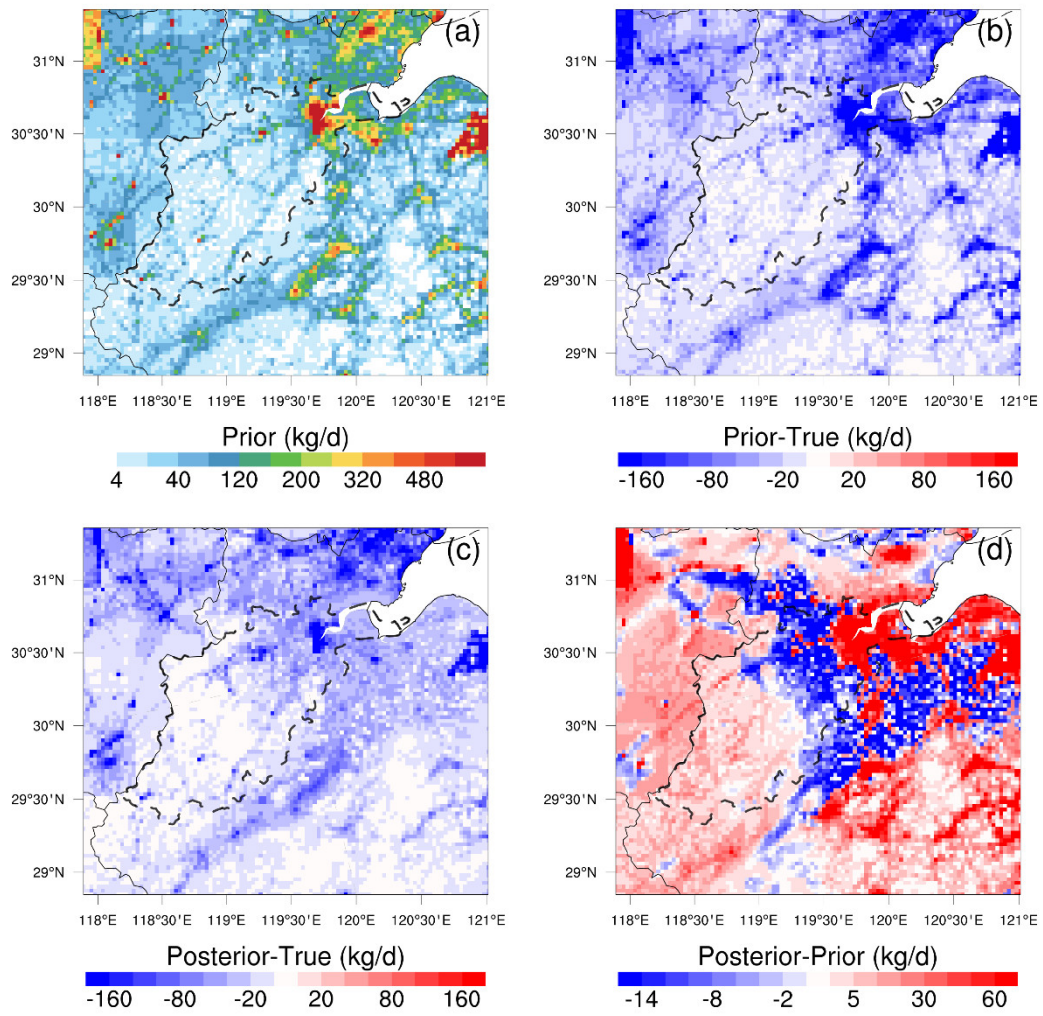 (a) (b)
31°N 31°N
30°30'N 30°30'N
30°N 30°N
29°30'N 29°30'N
29°N 29°N
118°E 118°30'E 119°E 119°30'E 120°E 120°30'E 121°E 118°E 118°30'E 119°E 119°30'E 120°E 120°30'E 121°E
Prior (kg/d) Prior-True (kg/d)
4 40 120 200 320 480 -160 -80 -20 20 80 160
(c) (d)
31°N 31°N
30°30'N 30°30'N
30°N 30°N
29°30'N 29°30'N
29°N 29°N
118°E 118°30'E 119°E 119°30'E 120°E 120°30'E 121°E 118°E 118°30'E 119°E 119°30'E 120°E 120°30'E 121°E
Posterior-True (kg/d) Posterior-Prior (kg/d)
-160 -80 -20 20 80 160 -14 -8 -2 5 30 60